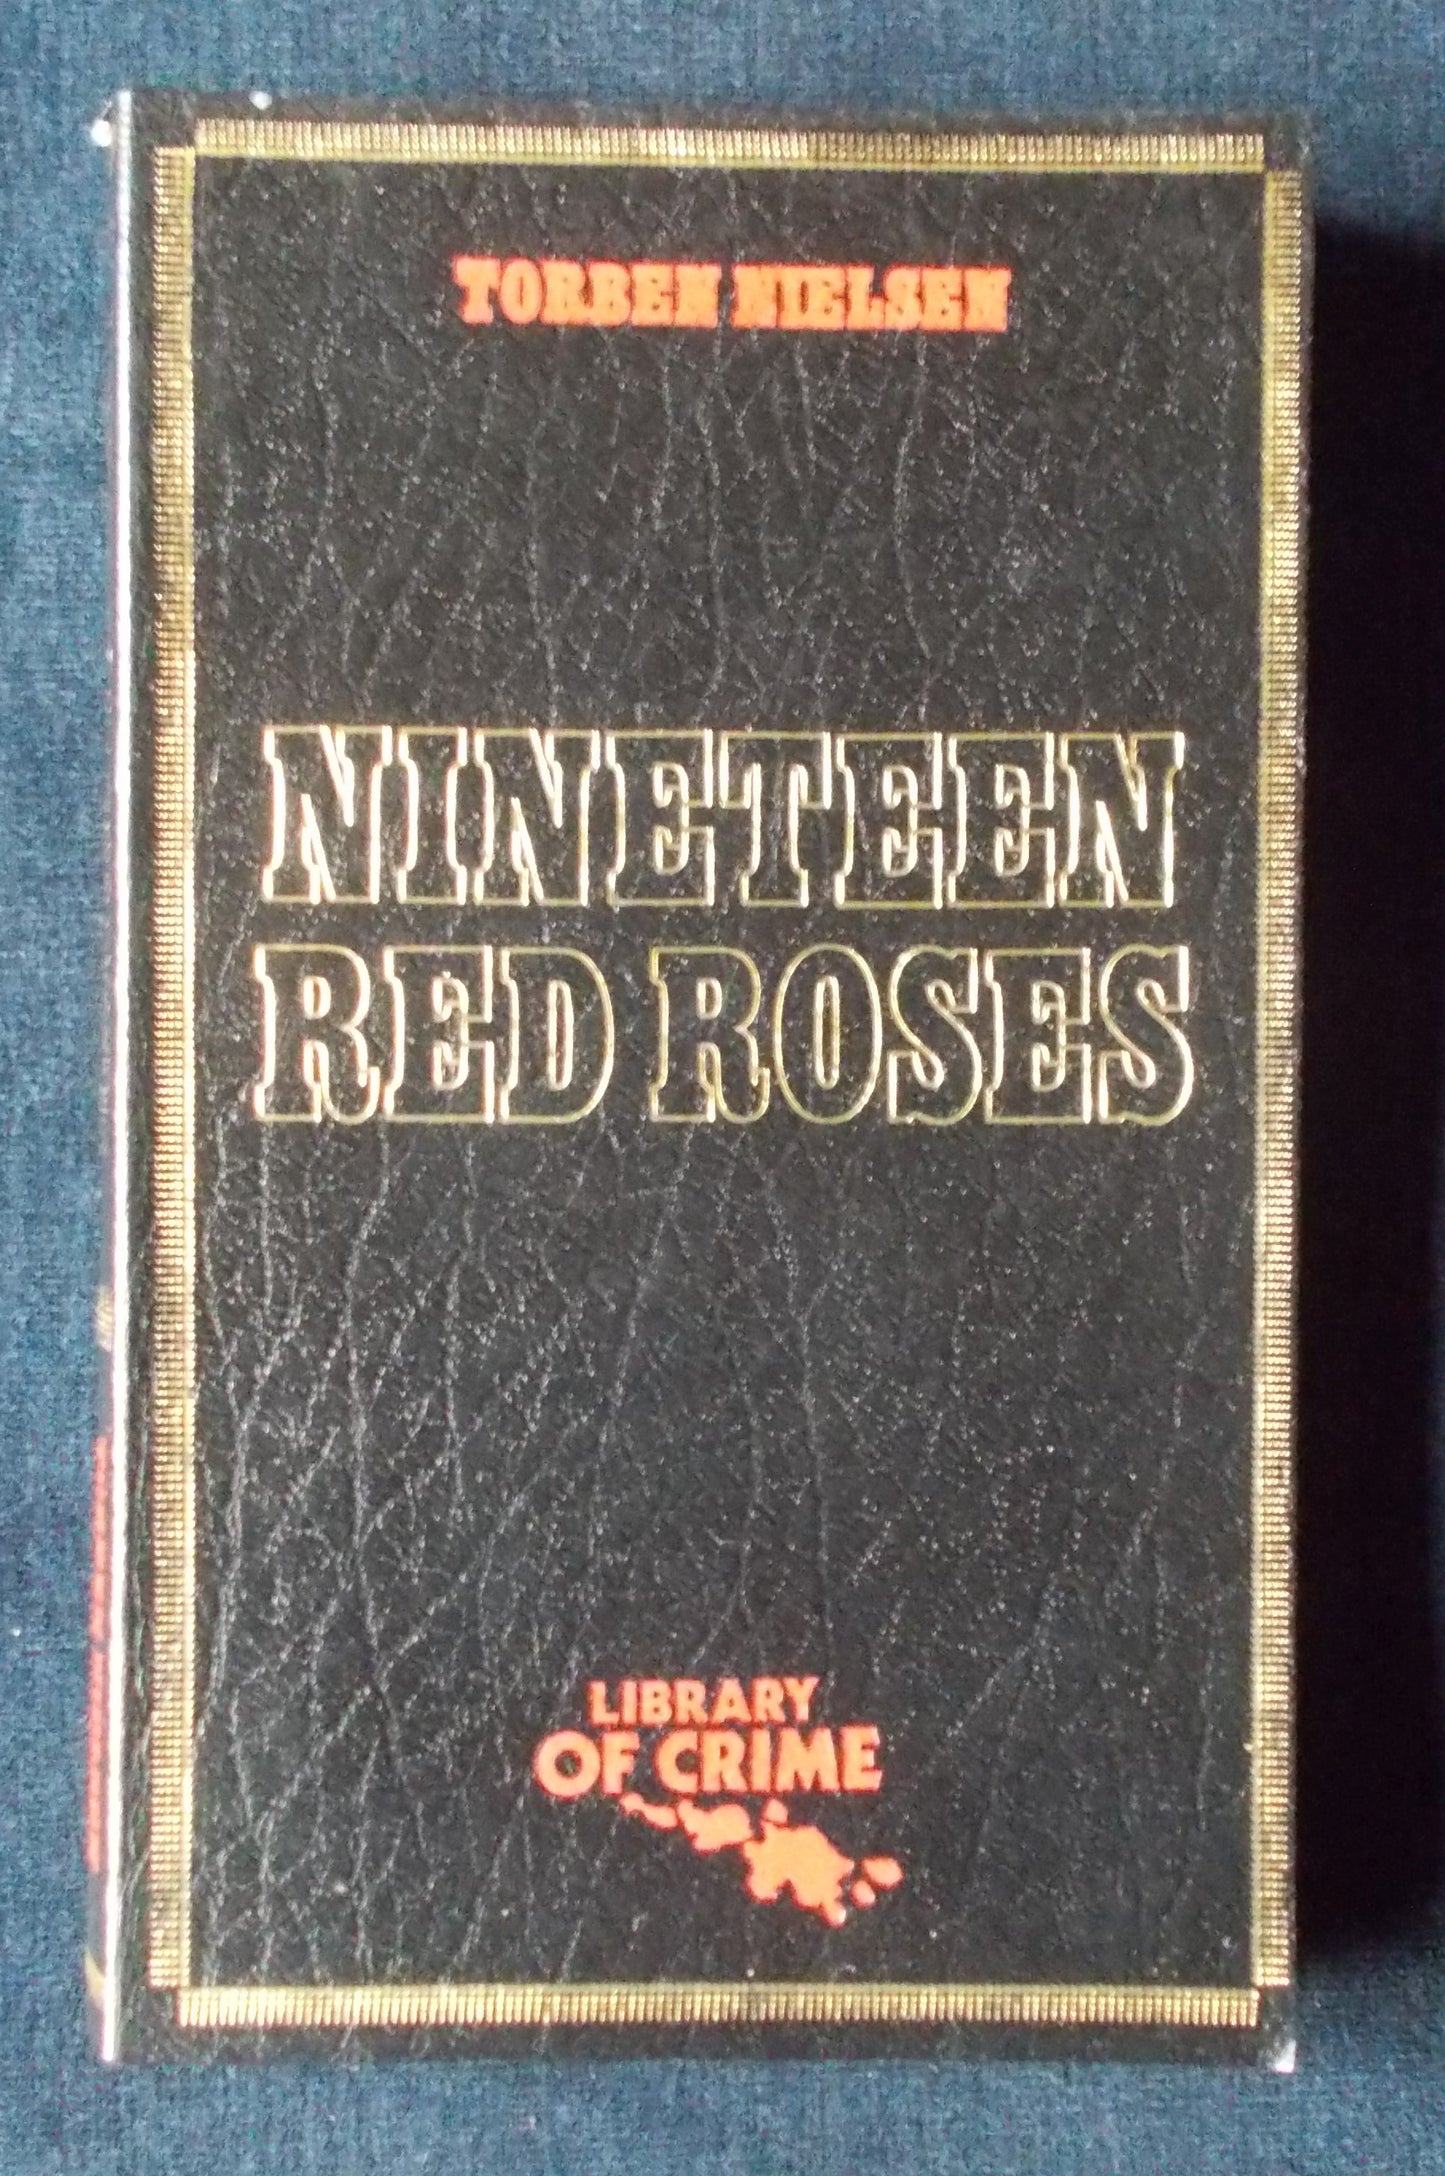 TORBEN NIELSEN
NINETEEN
RED ROSES
LIBRARY
OF CRIME